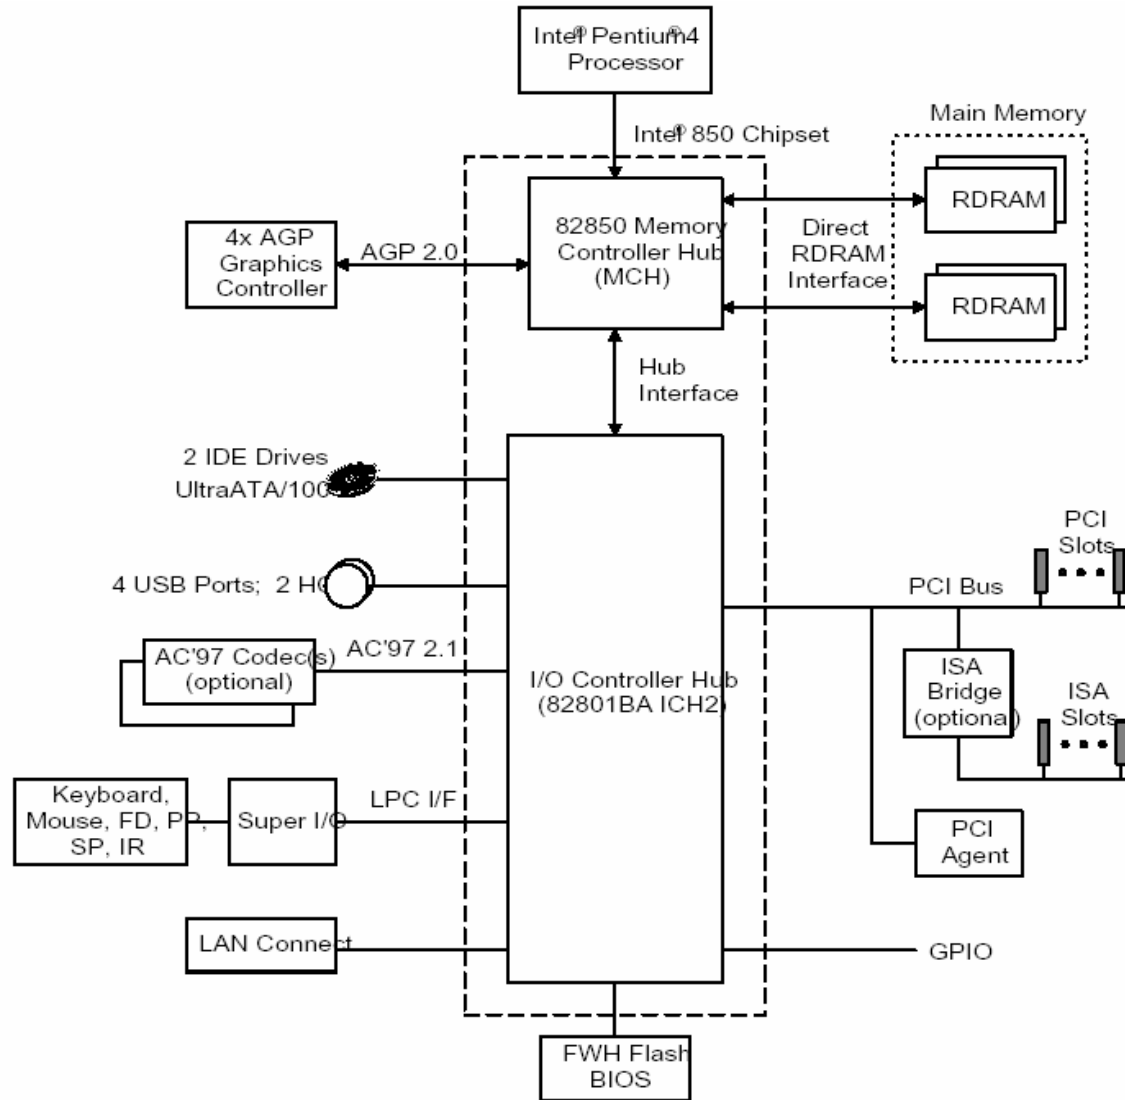 Intel® Pentium®4
Processor
Intel® 850 Chipset
Main Memory
82850 Memory
Controller Hub
(MCH)
RDRAM
Direct
RDRAM
Interface
RDRAM
4x AGP
Graphics
Controller
AGP 2.0
Hub
Interface
2 IDE Drives
UltraATA/100
4 USB Ports; 2 HC
AC'97 Codec(s)
(optional)
AC'97 2.1
I/O Controller Hub
(82801BA ICH2)
PCI Bus
PCI
Slots
ISA
Bridge
(optional)
ISA
Slots
Keyboard,
Mouse, FD, PP,
SP, IR
Super I/O
LPC I/F
PCI
Agent
LAN Connect
GPIO
FWH Flash
BIOS